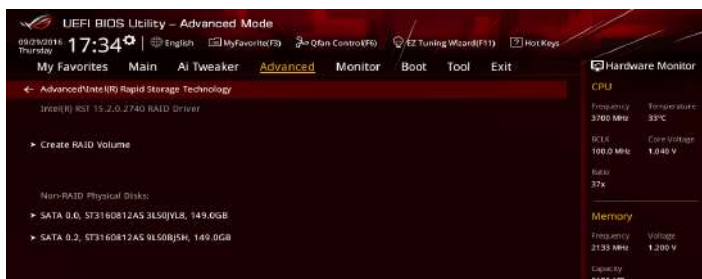 UEFI BIOS Utility – Advanced Mode
09/29/2016 Thursday 17:34 English MyFavorite(F3) Qfan Control(F6) EZ Tuning Wizard(F11) Hot Keys
My Favorites Main Ai Tweaker Advanced Monitor Boot Tool Exit
Hardware Monitor
← Advanced\Intel(R) Rapid Storage Technology
Intel(R) RST 15.2.0.2740 RAID Driver
> Create RAID Volume
Non-RAID Physical Disks:
> SATA 0.0, ST3160812AS 3LS0JYL8, 149.0GB
> SATA 0.2, ST3160812AS 9LS0BJ5H, 149.0GB
CPU
Frequency Temperature
3700 MHz 33°C
BCLK Core Voltage
100.0 MHz 1.040 V
Ratio
37x
Memory
Frequency Voltage
2133 MHz 1.200 V
Capacity